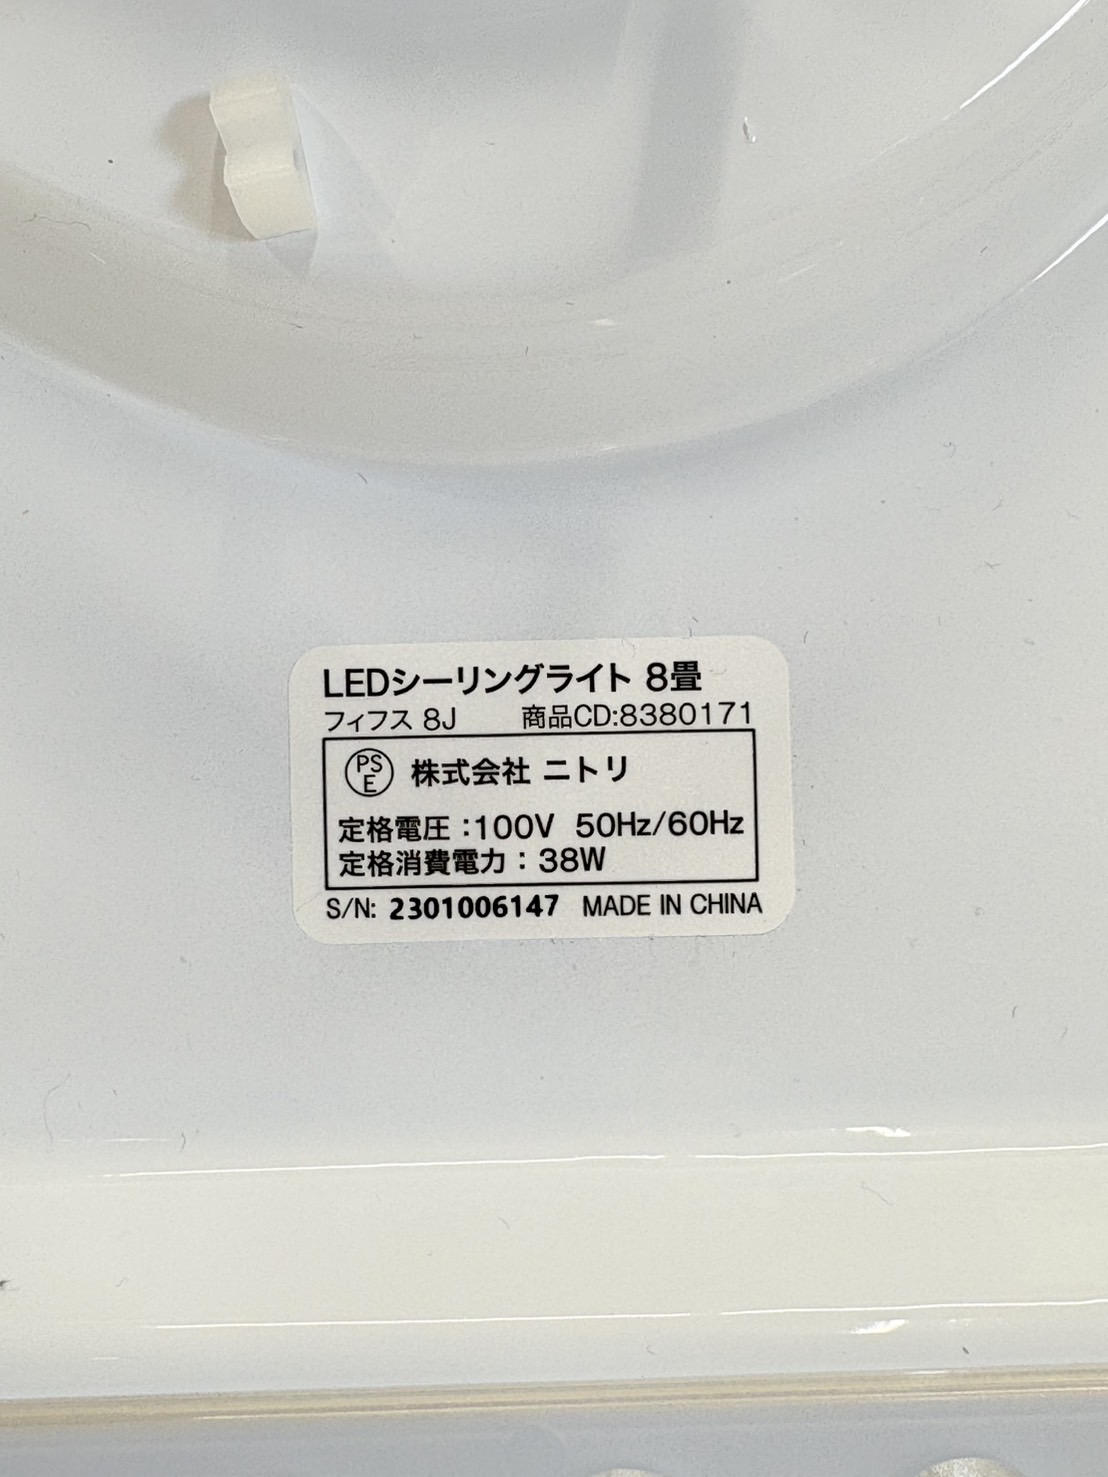 LEDシーリングライト 8畳
フィフス 8J 商品CD:8380171
PSE 株式会社 ニトリ
定格電圧:100V 50Hz/60Hz
定格消費電力:38W
S/N: 2301006147 MADE IN CHINA